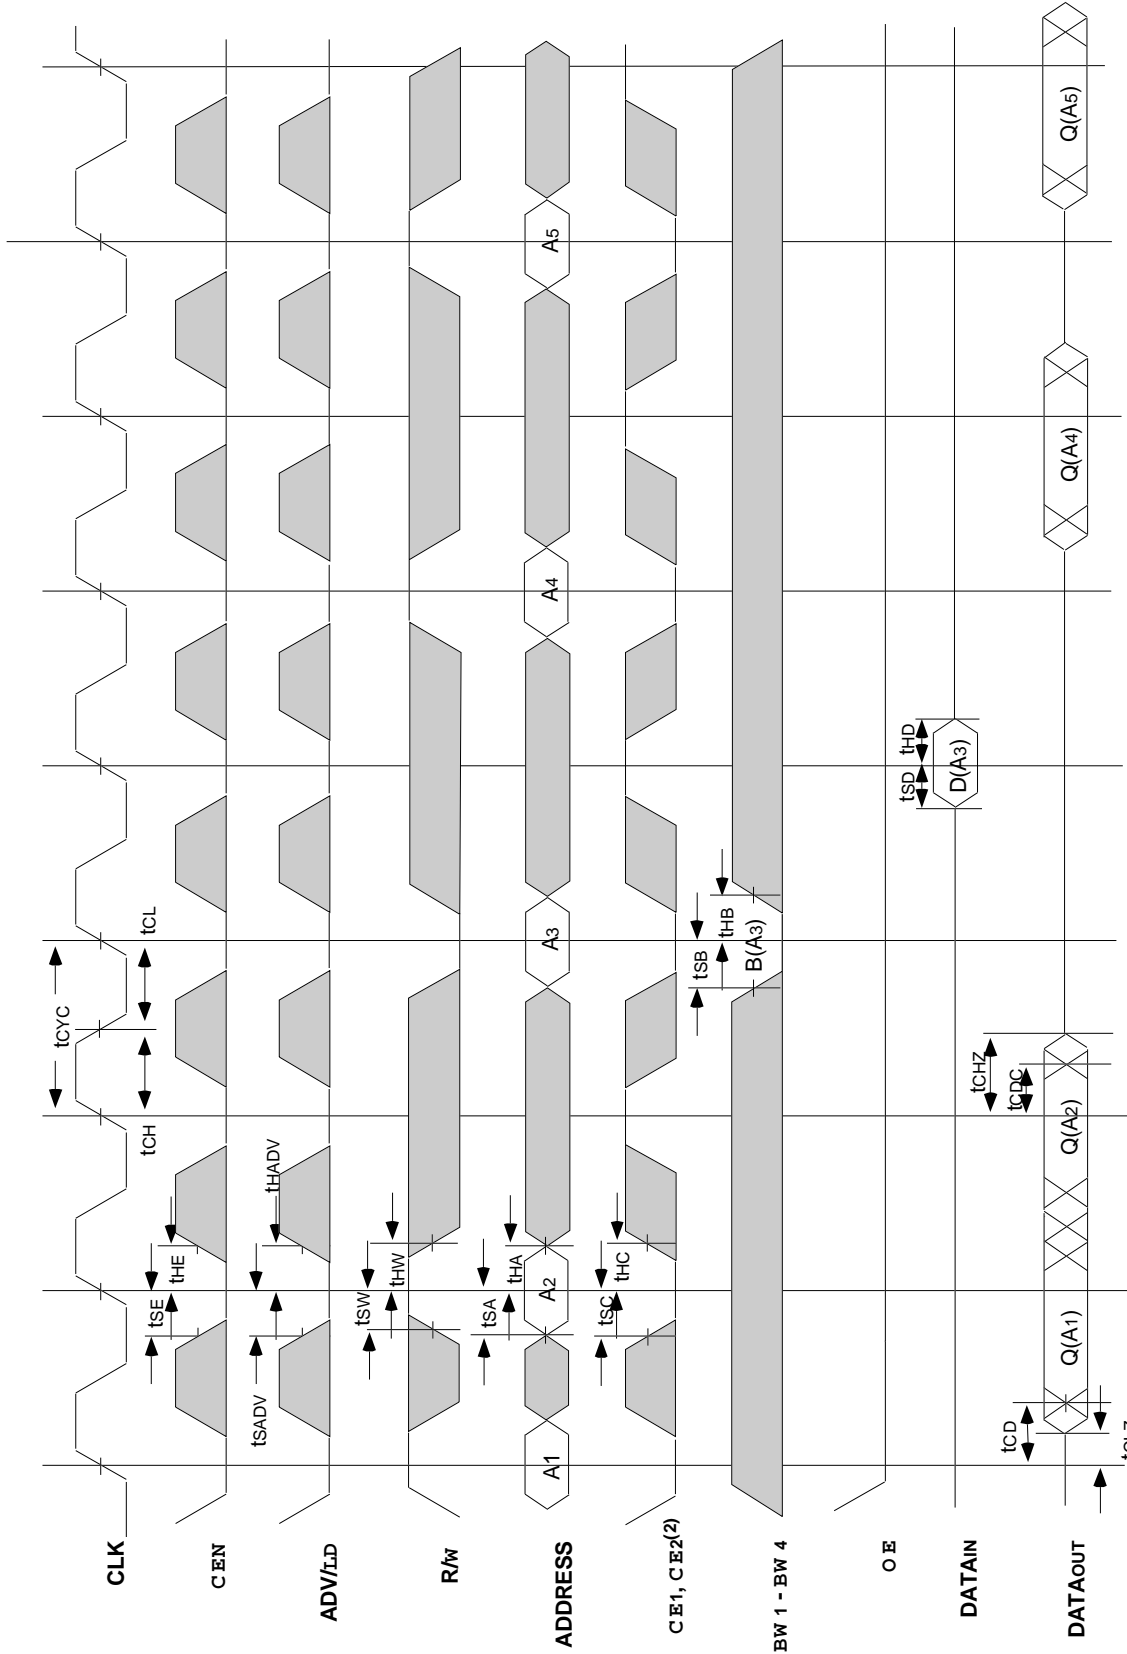 CLK
tCYC
tCH
tCL
CEN
tSE
tHE
ADV/LD
tSADV
tHADV
R/W
tSW
tHW
ADDRESS
A1
tSA
tHA
A2
A3
A4
A5
CE1, CE2(2)
tSC
tHC
BW1 - BW4
tSB
tHB
B(A3)
OE
DATAIN
tSD
tHD
D(A3)
DATAOUT
tCD
Q(A1)
tCHZ
tCDC
Q(A2)
Q(A4)
Q(A5)